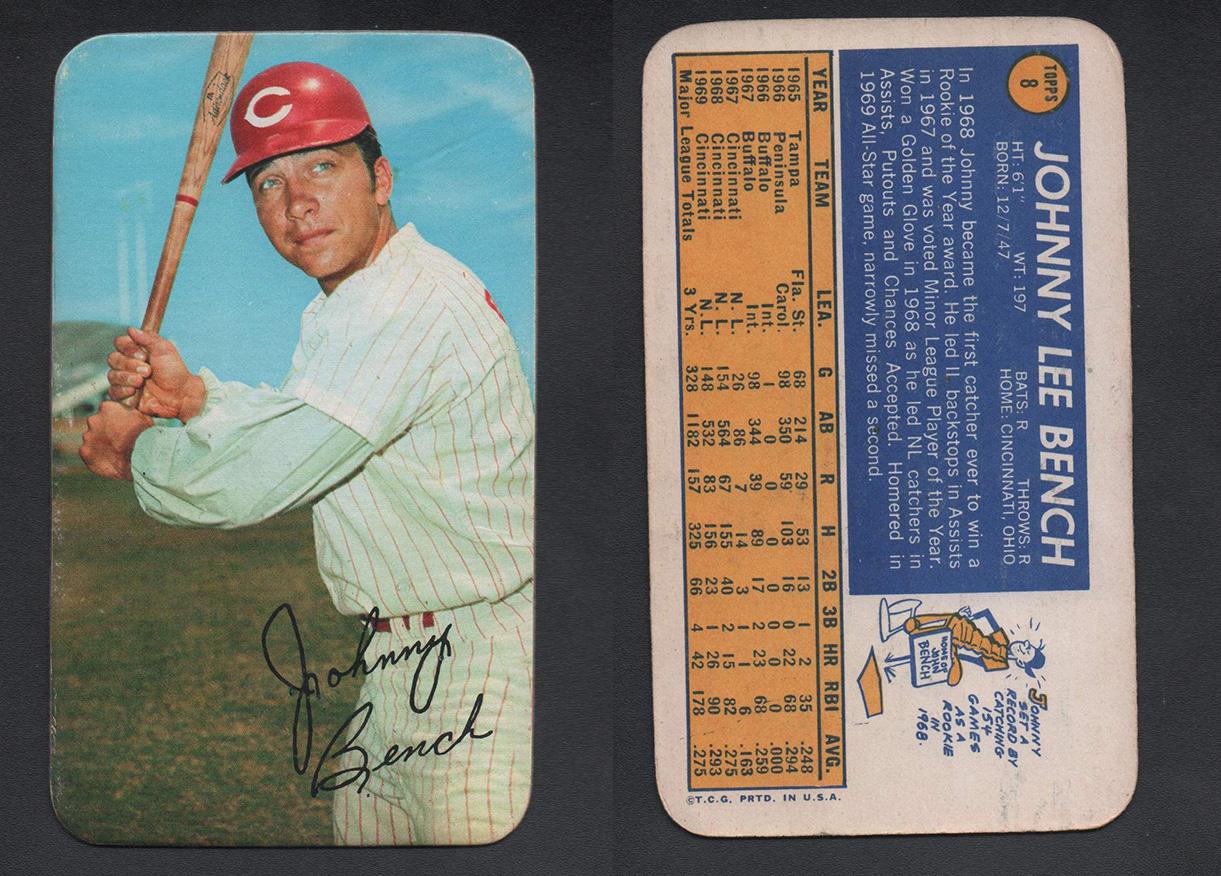 C
Johnny
Bench
TOPPS
8
JOHNNY LEE BENCH
HT: 6'1" WT: 197 BATS: R THROWS: R
BORN: 12/7/47 HOME: CINCINNATI, OHIO
In 1968 Johnny became the first catcher ever to win a
Rookie of the Year award. He led IL backstops in Assists
in 1967 and was voted Minor League Player of the Year.
Won a Golden Glove in 1968 as he led NL catchers in
Assists, Putouts and Chances Accepted. Homered in
1969 All-Star game, narrowly missed a second.
HOME OF
JOHN
BENCH
JOHNNY
SET A
RECORD BY
CATCHING
154
GAMES
AS A
ROOKIE
IN
1968.
YEAR TEAM LEA. G AB R H 2B 3B HR RBI AVG.
1965 Tampa Fla. St. 68 214 29 53 13 1 2 35 .248
1966 Peninsula Carol. 98 350 59 103 16 0 22 68 .294
1966 Buffalo Int. 1 0 0 0 0 0 0 0 .000
1967 Buffalo Int. 98 344 39 89 17 2 23 68 .259
1967 Cincinnati N.L. 26 86 7 14 3 1 1 6 .163
1968 Cincinnati N.L. 154 564 67 155 40 2 15 82 .275
1969 Cincinnati N.L. 148 532 83 156 23 1 26 90 .293
Major League Totals 3 Yrs. 328 1182 157 325 66 4 42 178 .275
©T.C.G. PRTD. IN U.S.A.